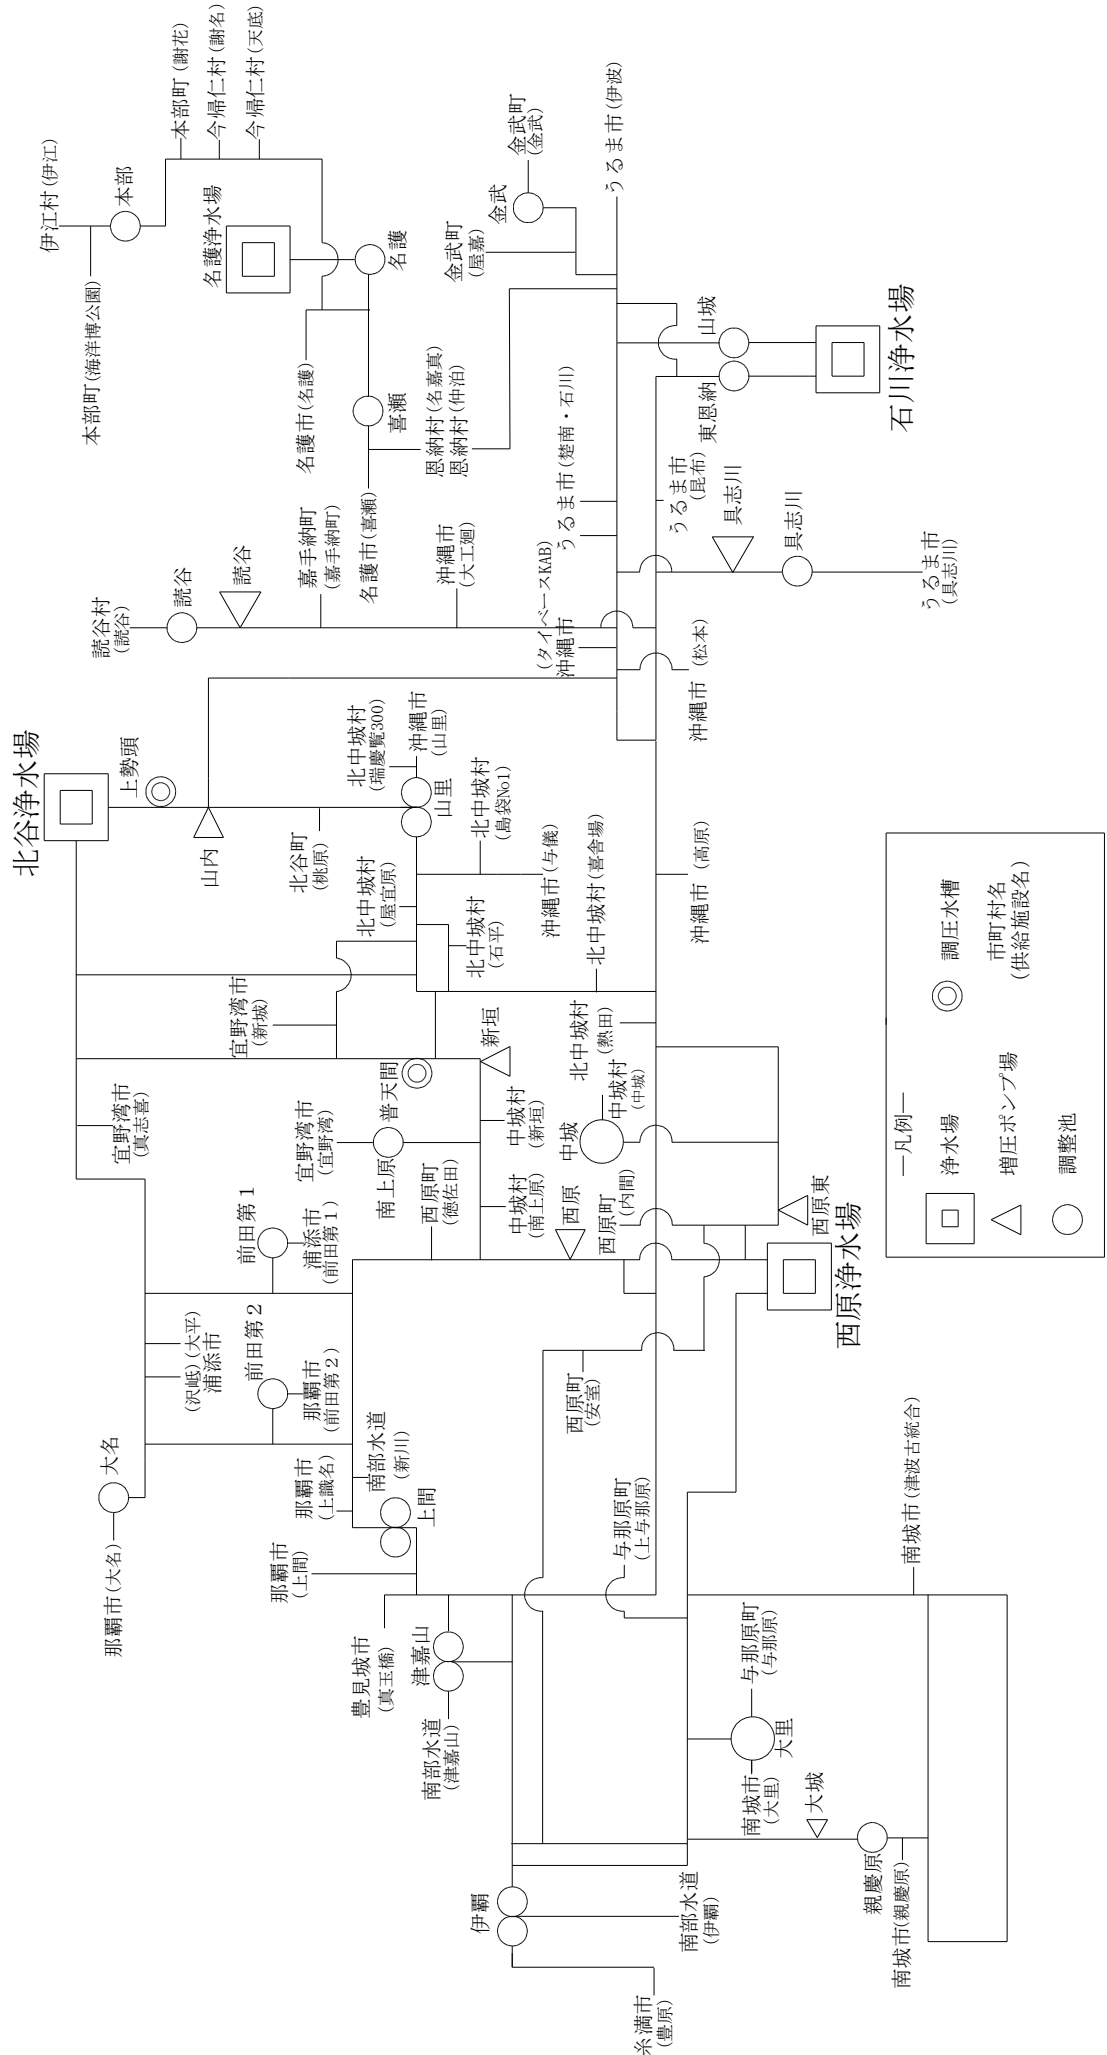 伊江村(伊江)
本部町(海洋博公園)
本部
本部町(謝花)
今帰仁村(謝名)
今帰仁村(天底)
名護浄水場
名護
名護市(名護)
喜瀬
名護市(喜瀬)
恩納村(名嘉真)
恩納村(仲泊)
金武町
(金武)
金武
金武町
(屋嘉)
うるま市(伊波)
山城
東恩納
石川浄水場
うるま市(楚南・石川)
うるま市
(昆布)
具志川
具志川
うるま市
(具志川)
読谷村
(読谷)
読谷
読谷
嘉手納町
(嘉手納町)
沖縄市
(大工廻)
沖縄市
(タイベースKAB)
沖縄市
(松本)
沖縄市
(高原)
北谷浄水場
上勢頭
山内
北谷町
(桃原)
北中城村
(瑞慶覧300)
沖縄市
(山里)
山里
北中城村
(島袋No1)
沖縄市(与儀)
北中城村
(屋宜原)
北中城村
(石平)
北中城村(喜舎場)
北中城村
(熱田)
宜野湾市
(新城)
宜野湾市
(真志喜)
宜野湾市
(宜野湾)
普天間
新垣
南上原
中城村
(新垣)
中城村
(南上原)
中城
中城村
(中城)
西原町
(徳佐田)
西原
西原町
(内間)
西原東
西原浄水場
前田第1
浦添市
(前田第1)
浦添市
(大平)
(沢岻)
前田第2
那覇市
(前田第2)
大名
那覇市(大名)
那覇市
(上識名)
南部水道
(新川)
上間
那覇市
(上間)
西原町
(安室)
与那原町
(上与那原)
豊見城市
(真玉橋)
津嘉山
南部水道
(津嘉山)
与那原町
(与那原)
大里
南城市
(大里)
大城
親慶原
南城市(親慶原)
南城市(津波古統合)
伊覇
南部水道
(伊覇)
糸満市
(豊原)
―凡例―
浄水場
増圧ポンプ場
調整池
調圧水槽
市町村名
(供給施設名)